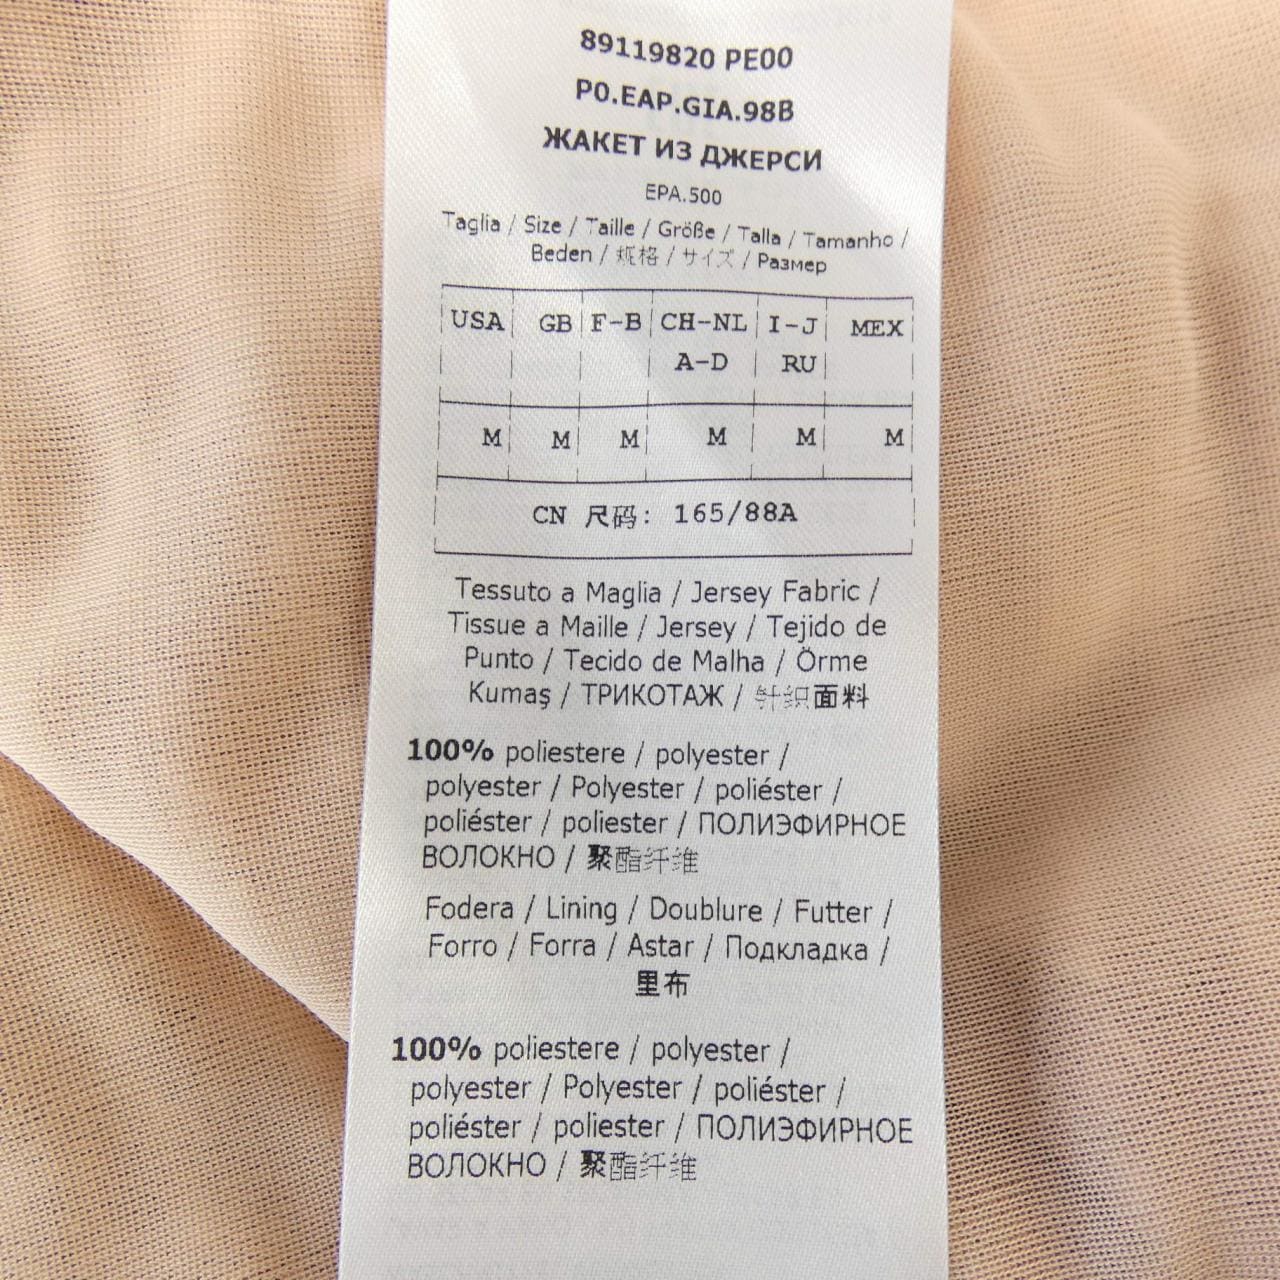 89119820 PE00
P0.EAP.GIA.98B
ЖАКЕТ ИЗ ДЖЕРСИ
EPA.500
Taglia / Size / Taille / Größe / Talla / Tamanho /
Beden / 规格 / サイズ / Размер
USA GB F-B CH-NL I-J MEX
A-D RU
M M M M M M
CN 尺码: 165/88A
Tessuto a Maglia / Jersey Fabric /
Tissue a Maille / Jersey / Tejido de
Punto / Tecido de Malha / Örme
Kumaş / ТРИКОТАЖ / 针织面料
100% poliestere / polyester /
polyester / Polyester / poliéster /
poliéster / poliester / ПОЛИЭФИРНОЕ
ВОЛОКНО / 聚酯纤维
Fodera / Lining / Doublure / Futter /
Forro / Forra / Astar / Подкладка /
里布
100% poliestere / polyester /
polyester / Polyester / poliéster /
poliéster / poliester / ПОЛИЭФИРНОЕ
ВОЛОКНО / 聚酯纤维